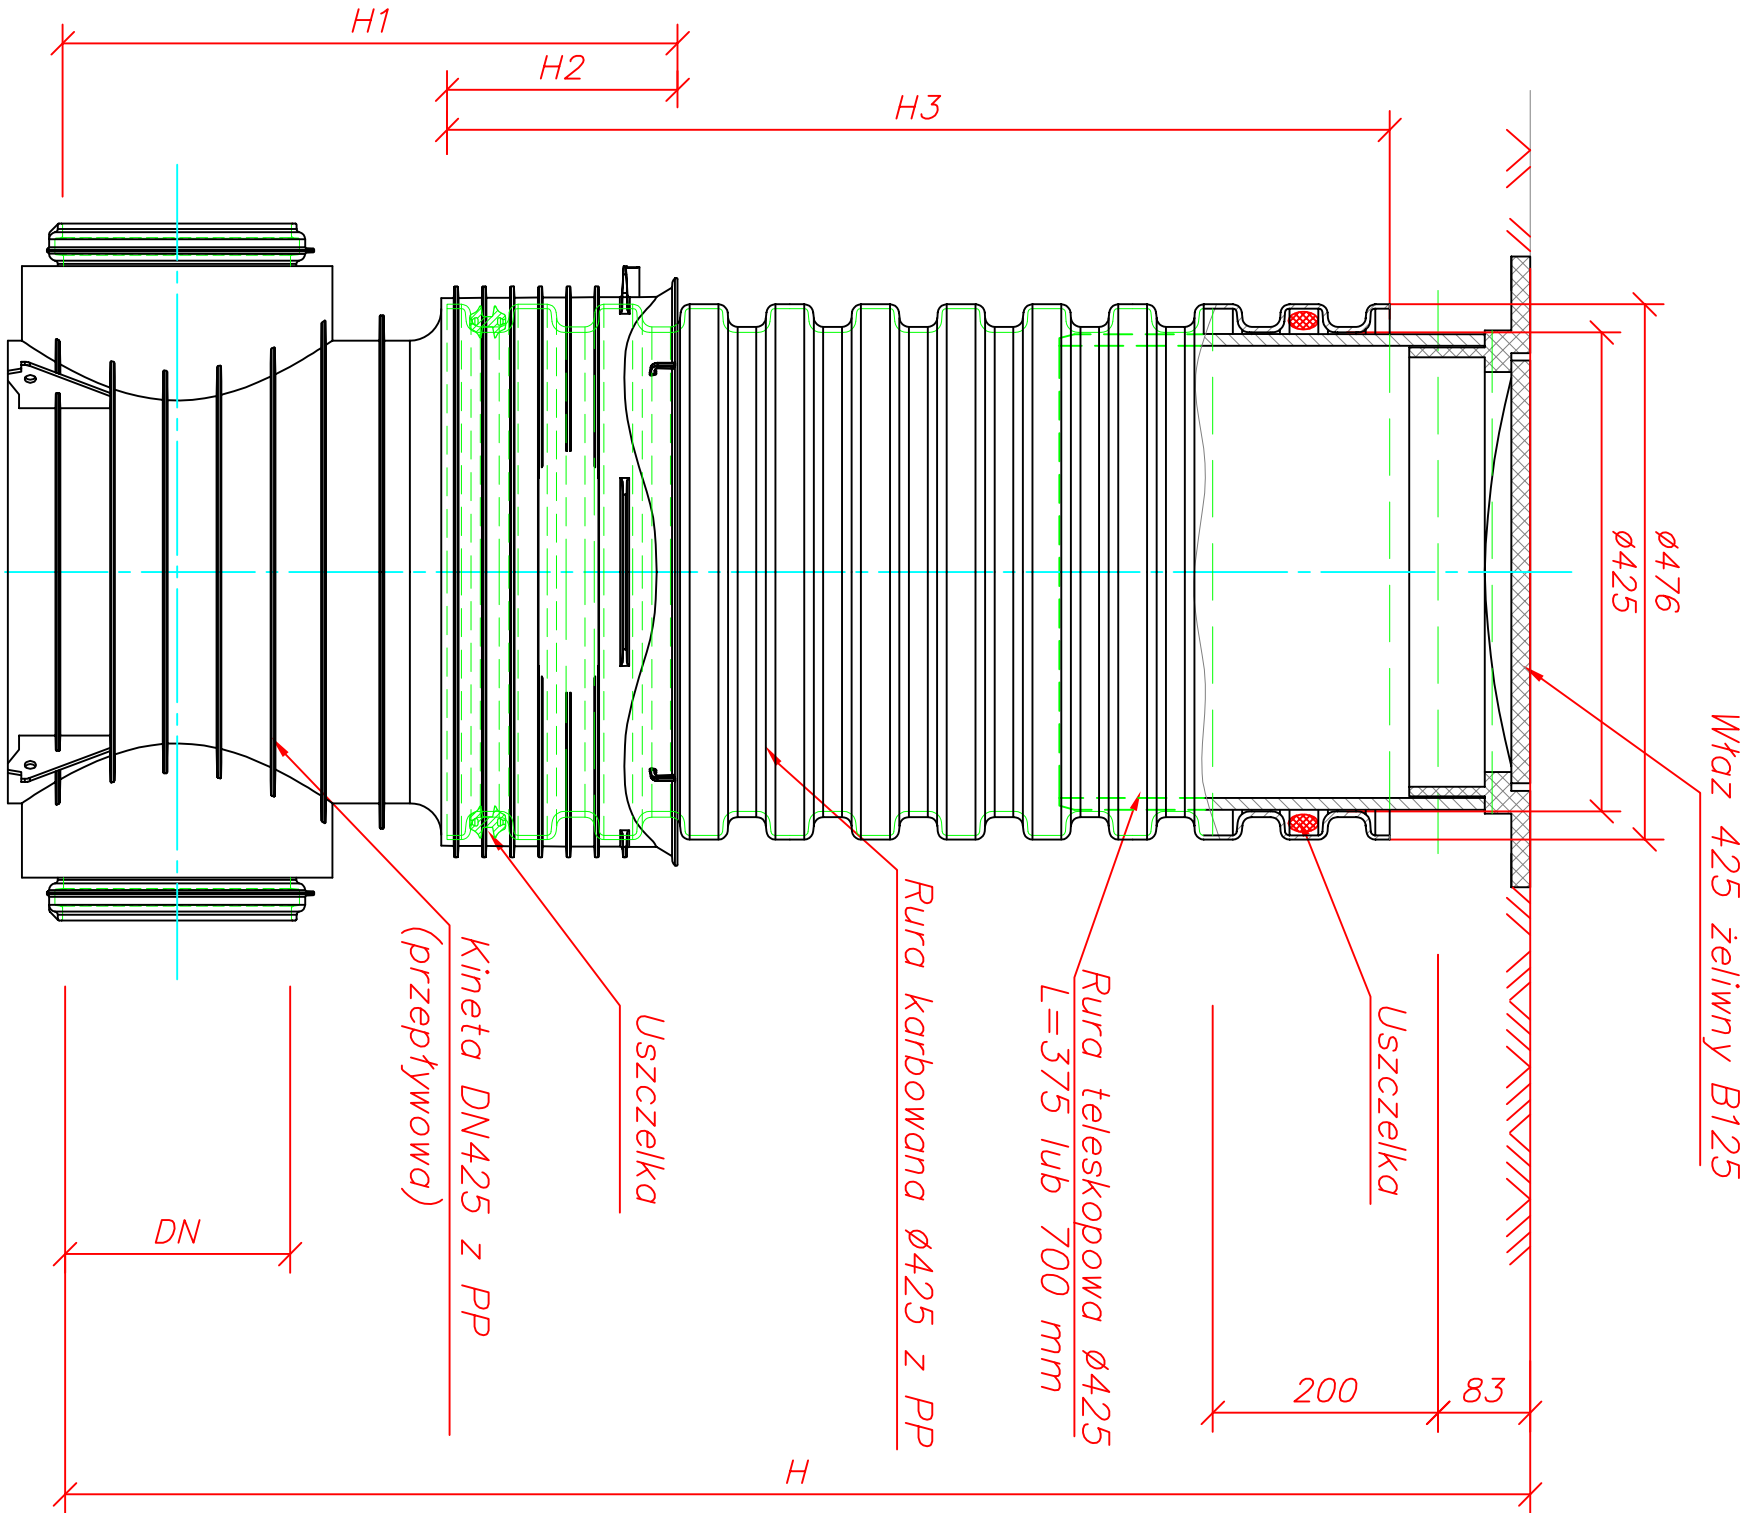 H1
H2
H3
ø476
ø425
Właz 425 żeliwny B125
Uszczelka
Rura teleskopowa ø425
L=375 lub 700 mm
Rura karbowana ø425 z PP
Uszczelka
Kineta DN425 z PP
(przepływowa)
DN
200
83
H